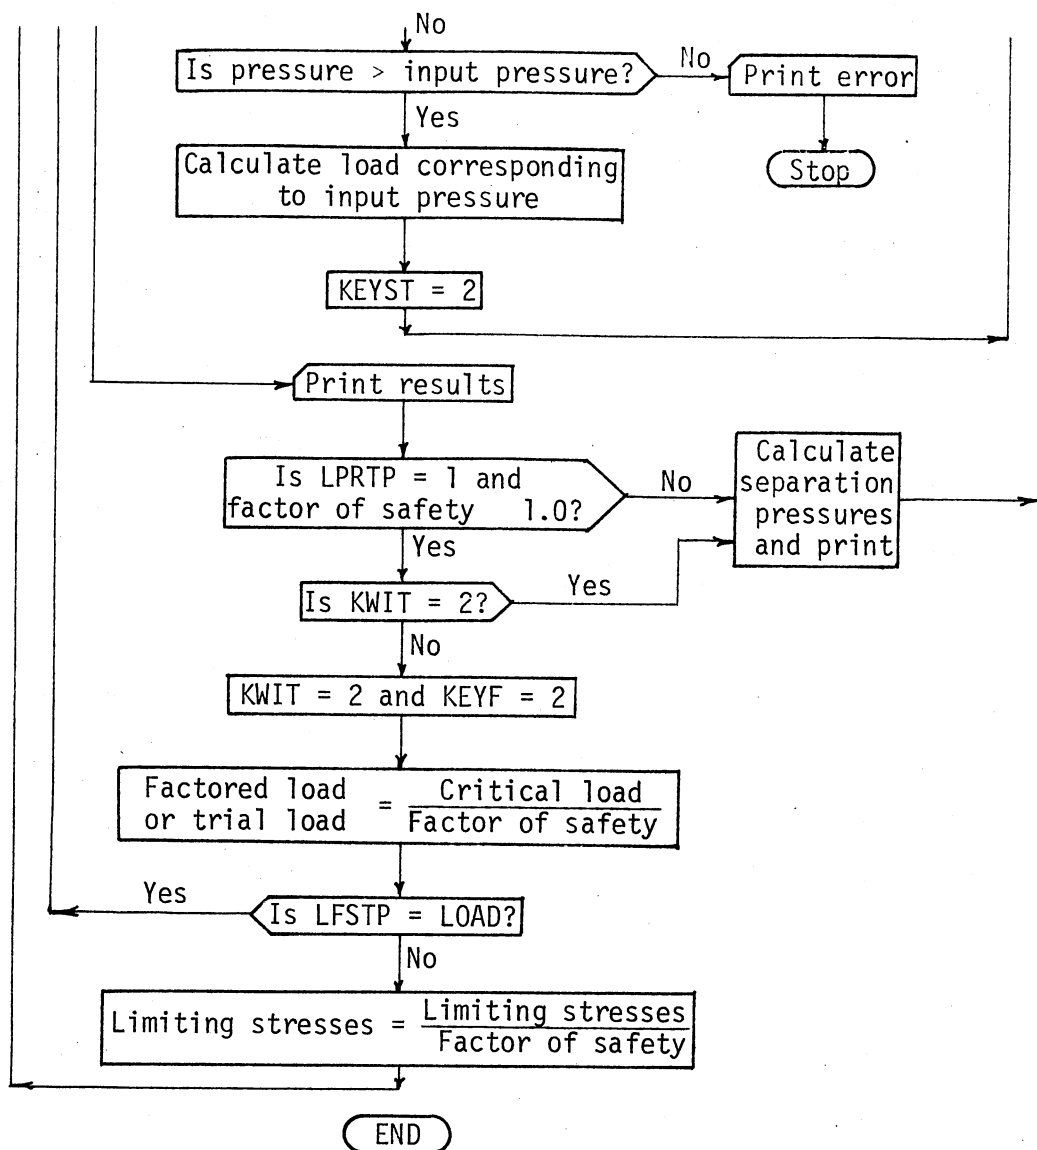 No
Is pressure > input pressure?
No
Print error
Yes
Stop
Calculate load corresponding
to input pressure
KEYST = 2
Print results
Is LPRTP = 1 and
factor of safety 1.0?
No
Calculate
separation
pressures
and print
Yes
Is KWIT = 2?
Yes
No
KWIT = 2 and KEYF = 2
Factored load
or trial load
=
Critical load
Factor of safety
Is LFSTP = LOAD?
Yes
No
Limiting stresses =
Limiting stresses
Factor of safety
END